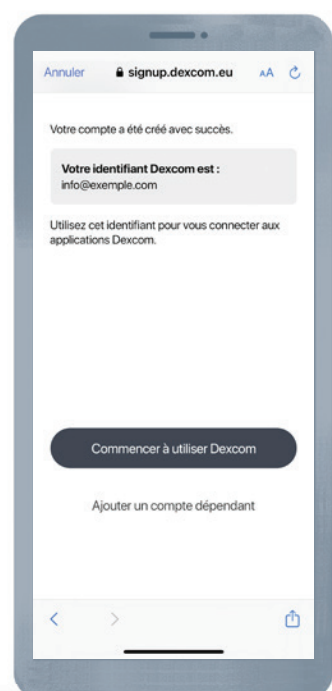 Annuler signup.dexcom.eu AA
Votre compte a été créé avec succès.
Votre identifiant Dexcom est :
info@exemple.com
Utilisez cet identifiant pour vous connecter aux
applications Dexcom.
Commencer à utiliser Dexcom
Ajouter un compte dépendant